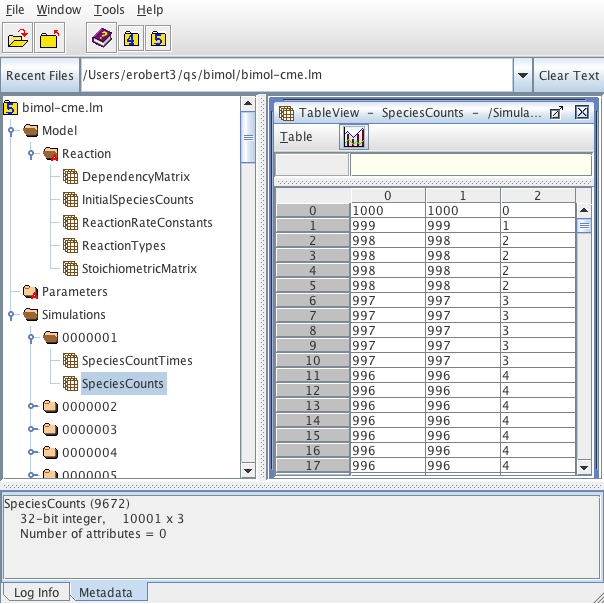 File Window Tools Help
4 5
Recent Files /Users/erobert3/qs/bimol/bimol-cme.lm Clear Text
5 bimol-cme.lm
Model
Reaction
DependencyMatrix
InitialSpeciesCounts
ReactionRateConstants
ReactionTypes
StoichiometricMatrix
Parameters
Simulations
0000001
SpeciesCountTimes
SpeciesCounts
0000002
0000003
0000004
0000005
TableView - SpeciesCounts - /Simula...
Table
0 1 2
0 1000 1000 0
1 999 999 1
2 998 998 2
3 998 998 2
4 998 998 2
5 998 998 2
6 997 997 3
7 997 997 3
8 997 997 3
9 997 997 3
10 997 997 3
11 996 996 4
12 996 996 4
13 996 996 4
14 996 996 4
15 996 996 4
16 996 996 4
17 996 996 4
SpeciesCounts (9672)
32-bit integer, 10001 x 3
Number of attributes = 0
Log Info Metadata